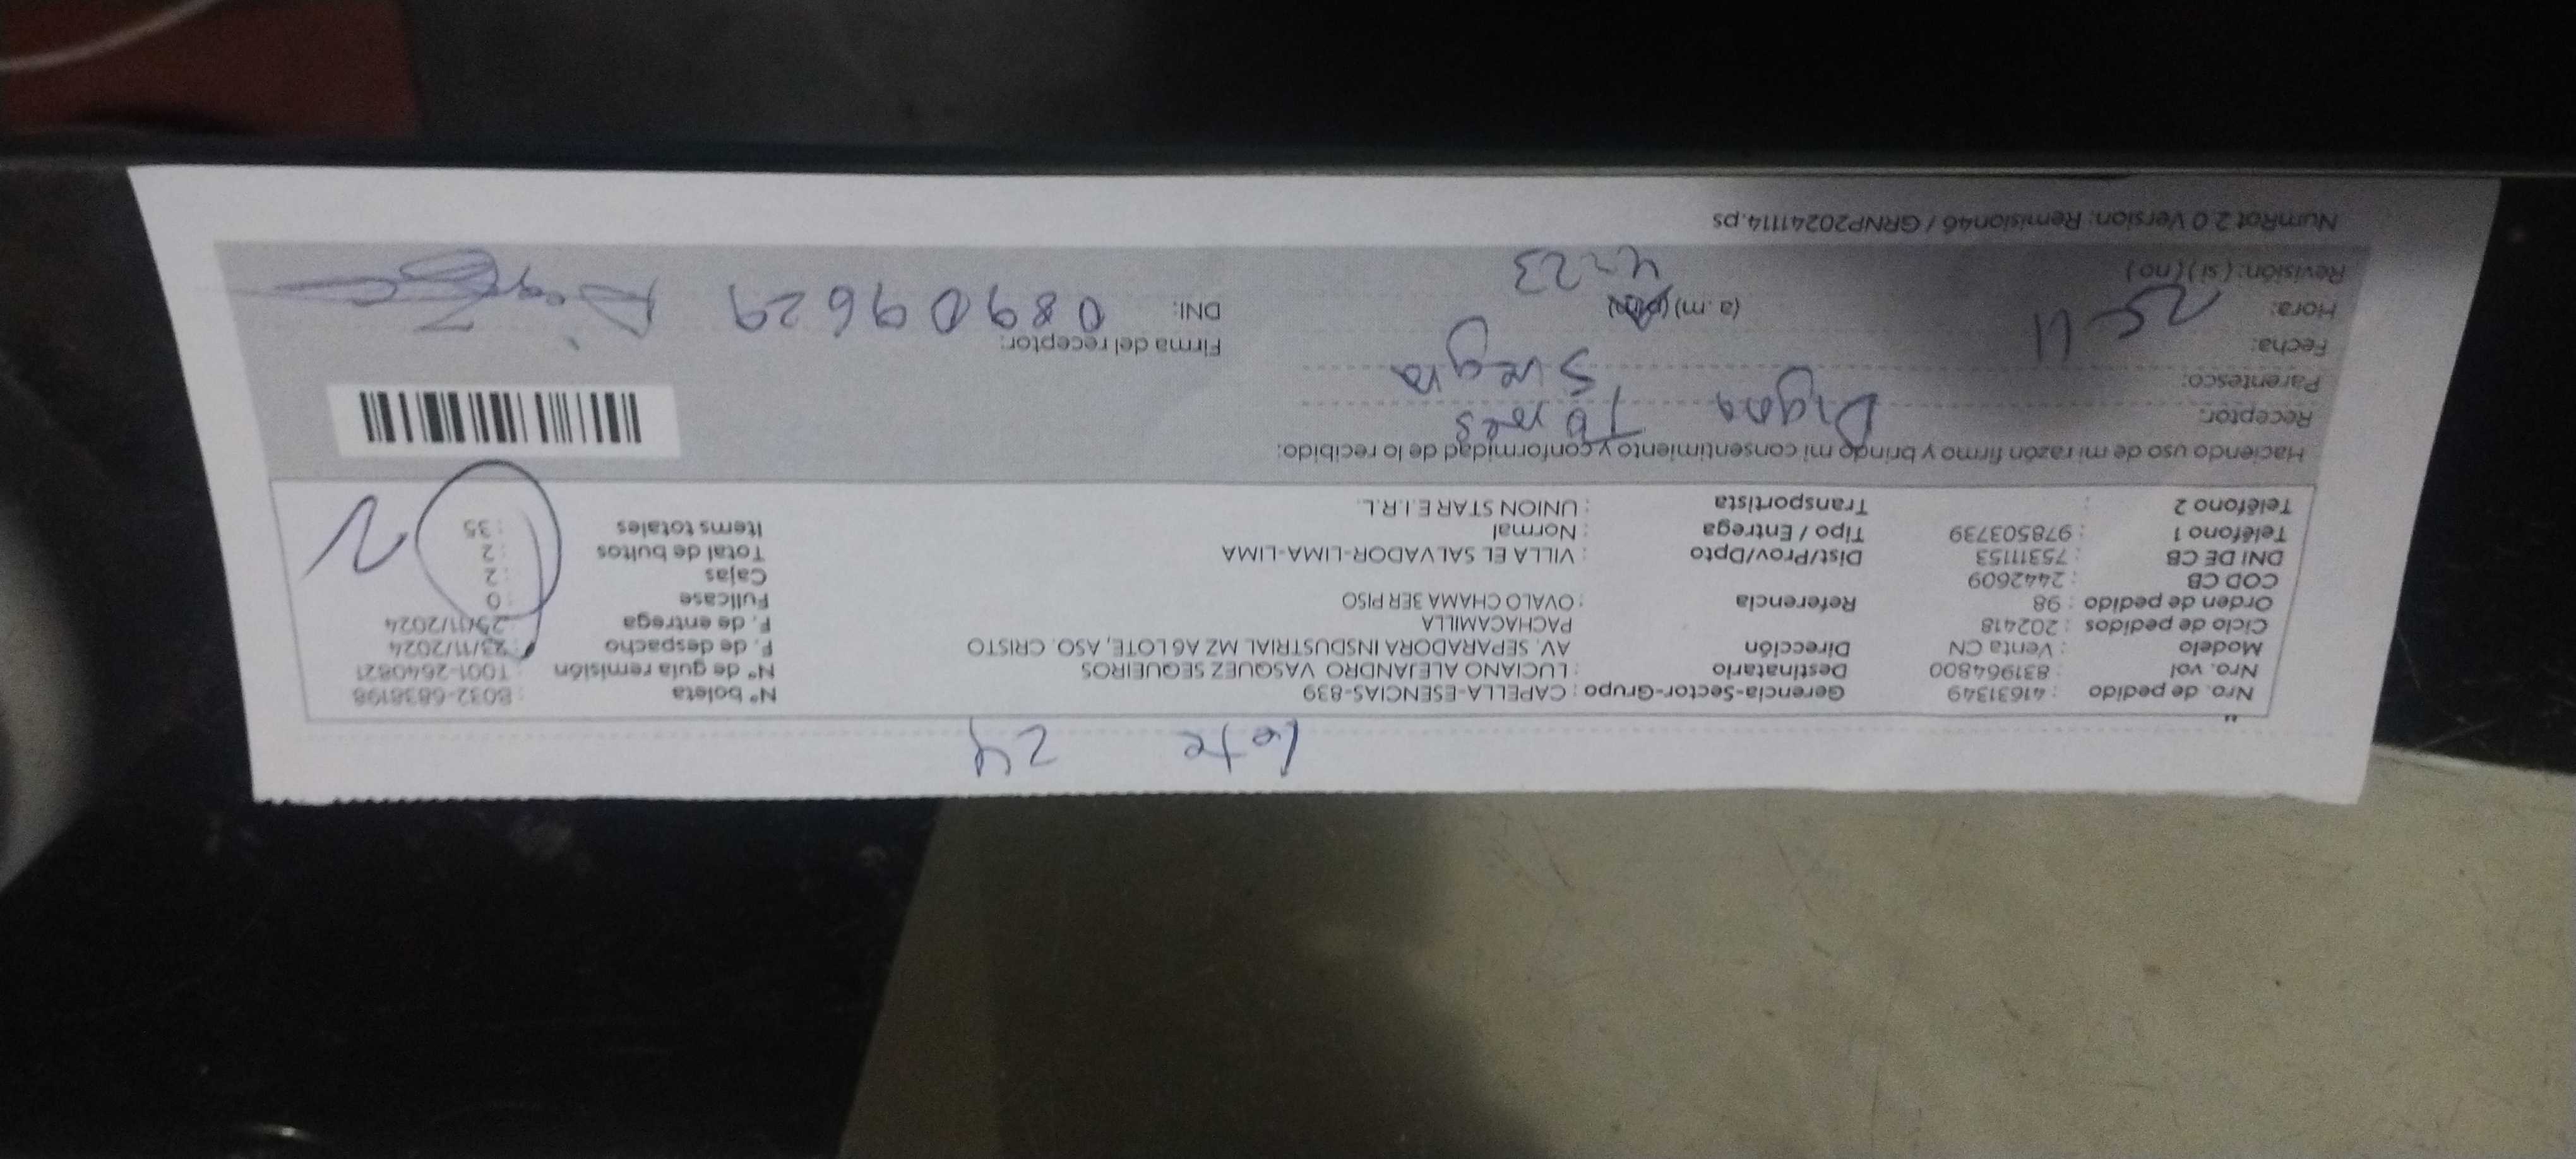 Lote 24
Nro. de pedido : 41631349 Gerencia-Sector-Grupo : CAPELLA-ESENCIAS-839 N° boleta : B032-6838198
Nro. vol : 831964800 Destinatario : LUCIANO ALEJANDRO VASQUEZ SEQUEIROS N° de guía remisión : T001-2640821
Modelo : Venta CN Dirección AV. SEPARADORA INSDUSTRIAL MZ A6 LOTE, ASO. CRISTO F. de despacho : 23/11/2024
Ciclo de pedidos : 202418 PACHACAMILLA F. de entrega : 25/11/2024
Orden de pedido : 98 Referencia : OVALO CHAMA 3ER PISO Fullcase : 0
COD CB : 2442609 Cajas : 2
DNI DE CB : 75311153 Dist/Prov/Dpto : VILLA EL SALVADOR-LIMA-LIMA Total de bultos : 2
Teléfono 1 : 978503739 Tipo / Entrega : Normal Items totales : 35
Teléfono 2 : Transportista : UNION STAR E.I.R.L.
Haciendo uso de mi razón firmo y brindo mi consentimiento y conformidad de lo recibido:
Receptor: Digna Torres
Parentesco: Suegra
Fecha: 25 11 Firma del receptor:
Hora: (a.m) DNI: 08909629
Revisión: (si) (no) 4:23
NumRot 2.0 Version: Remision46 / GRNP20241114.ps